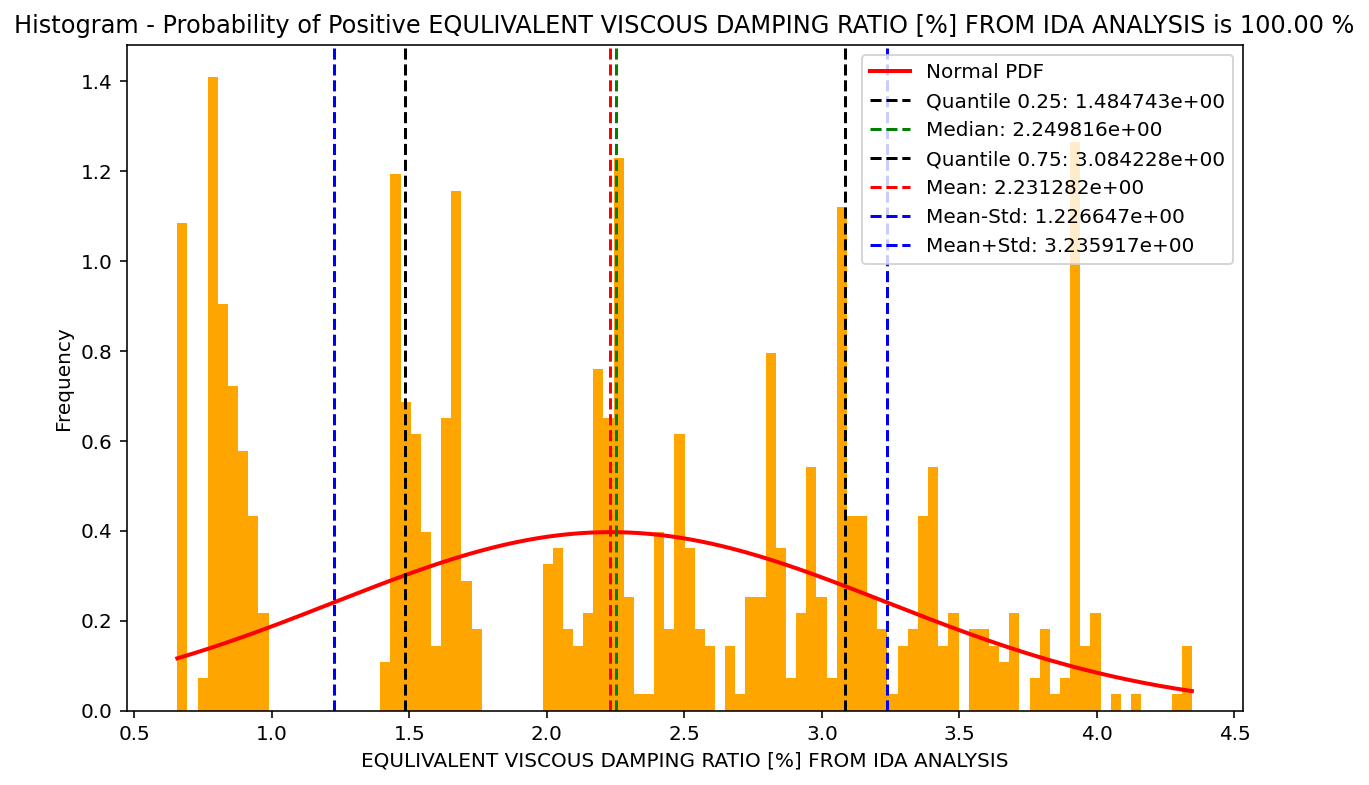 Histogram - Probability of Positive EQULIVALENT VISCOUS DAMPING RATIO [%] FROM IDA ANALYSIS is 100.00 %
Normal PDF
Quantile 0.25: 1.484743e+00
Median: 2.249816e+00
Quantile 0.75: 3.084228e+00
Mean: 2.231282e+00
Mean-Std: 1.226647e+00
Mean+Std: 3.235917e+00
Frequency
1.4
1.2
1.0
0.8
0.6
0.4
0.2
0.0
0.5 1.0 1.5 2.0 2.5 3.0 3.5 4.0 4.5
EQULIVALENT VISCOUS DAMPING RATIO [%] FROM IDA ANALYSIS